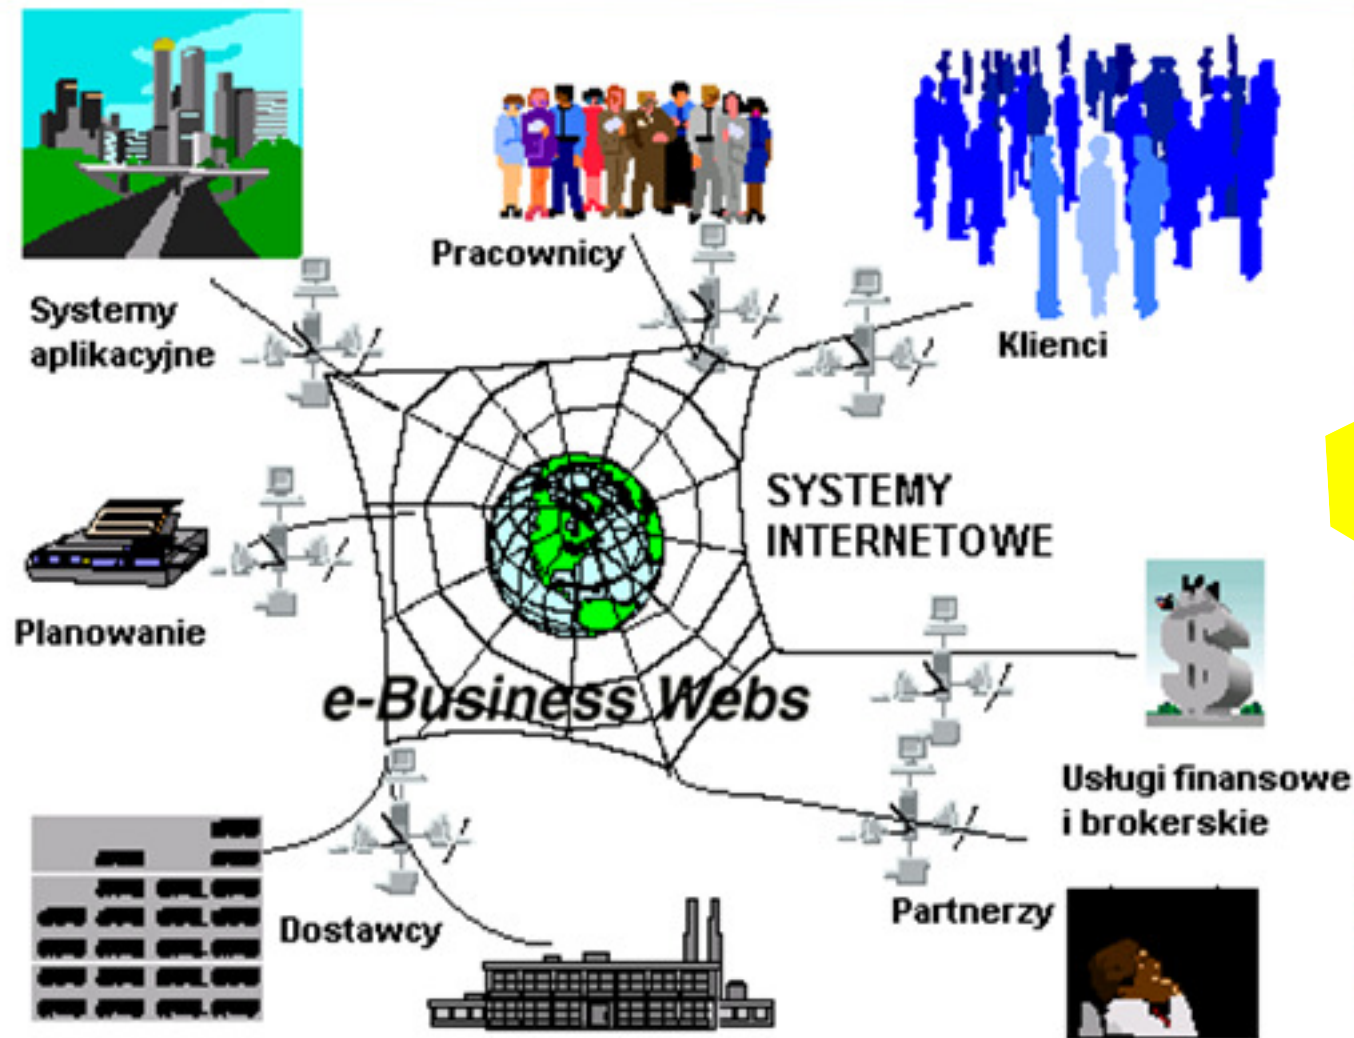 Pracownicy
Systemy
aplikacyjne
Klienci
SYSTEMY
INTERNETOWE
Planowanie
e-Business Webs
Usługi finansowe
i brokerskie
Partnerzy
Dostawcy